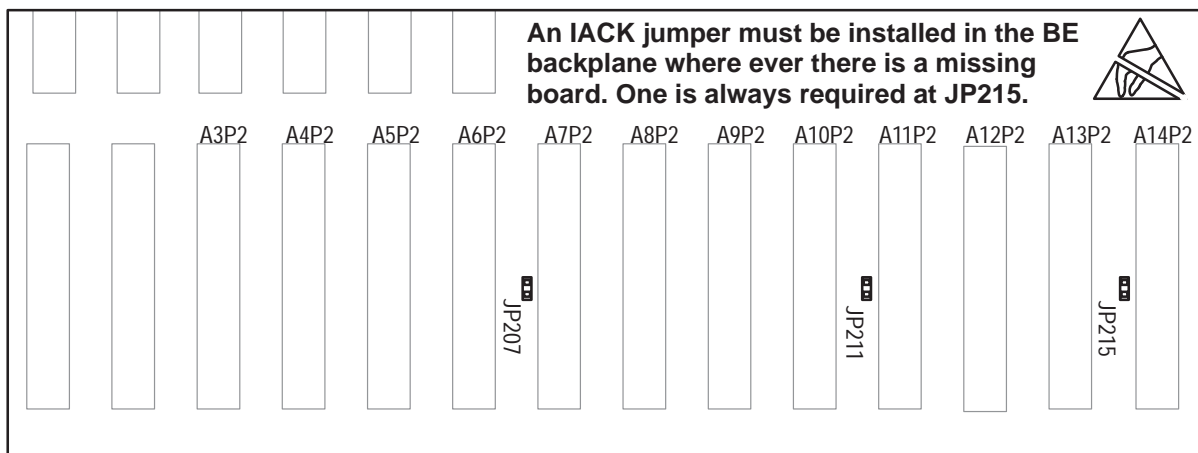 An IACK jumper must be installed in the BE
backplane where ever there is a missing
board. One is always required at JP215.
A3P2 A4P2 A5P2 A6P2 A7P2 A8P2 A9P2 A10P2 A11P2 A12P2 A13P2 A14P2
JP207 JP211 JP215